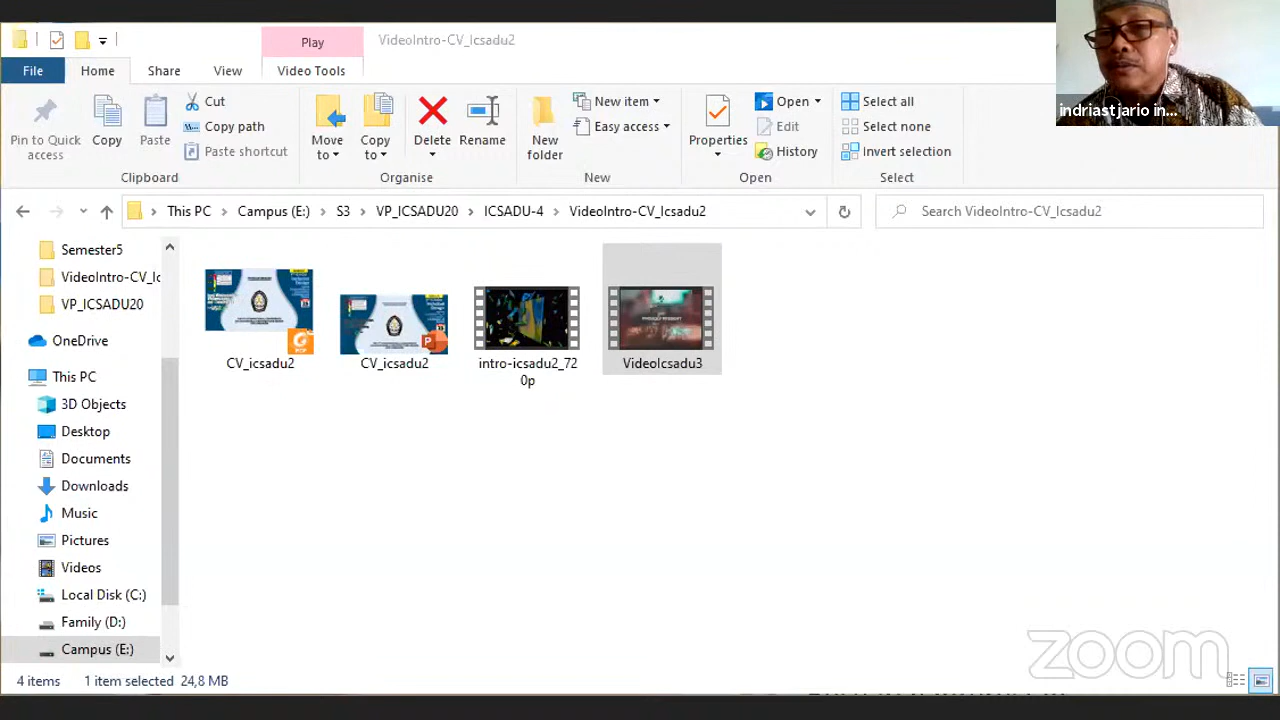 Play
VideoIntro-CV_Icsadu2
File
Home
Share
View
Video Tools
Pin to Quick access
Copy
Paste
Cut
Copy path
Paste shortcut
Clipboard
Move to
Copy to
Delete
Rename
Organise
New folder
New item
Easy access
New
Properties
Open
Edit
History
Open
Select all
Select none
Invert selection
Select
indriastjario in...
This PC
Campus (E:)
S3
VP_ICSADU20
ICSADU-4
VideoIntro-CV_Icsadu2
Search VideoIntro-CV_Icsadu2
Semester5
VideoIntro-CV_Ic
VP_ICSADU20
OneDrive
This PC
3D Objects
Desktop
Documents
Downloads
Music
Pictures
Videos
Local Disk (C:)
Family (D:)
Campus (E:)
CV_icsadu2
CV_icsadu2
intro-icsadu2_72
0p
VideoIcsadu3
zoom
4 items
1 item selected 24,8 MB